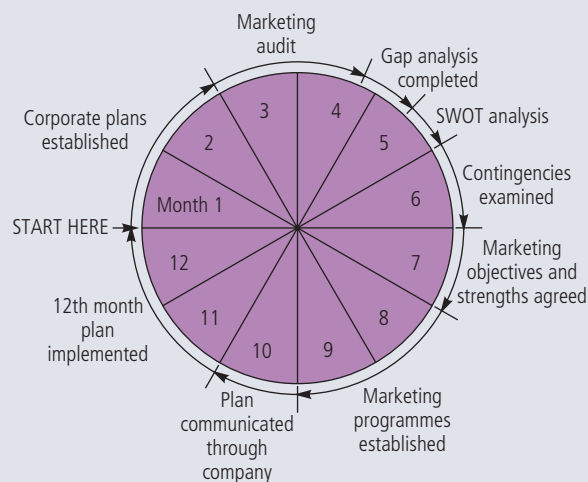 START HERE
Month 1
2
3
4
5
6
7
8
9
10
11
12
Corporate plans
established
Marketing
audit
Gap analysis
completed
SWOT analysis
Contingencies
examined
Marketing
objectives and
strengths agreed
Marketing
programmes
established
Plan
communicated
through
company
12th month
plan
implemented